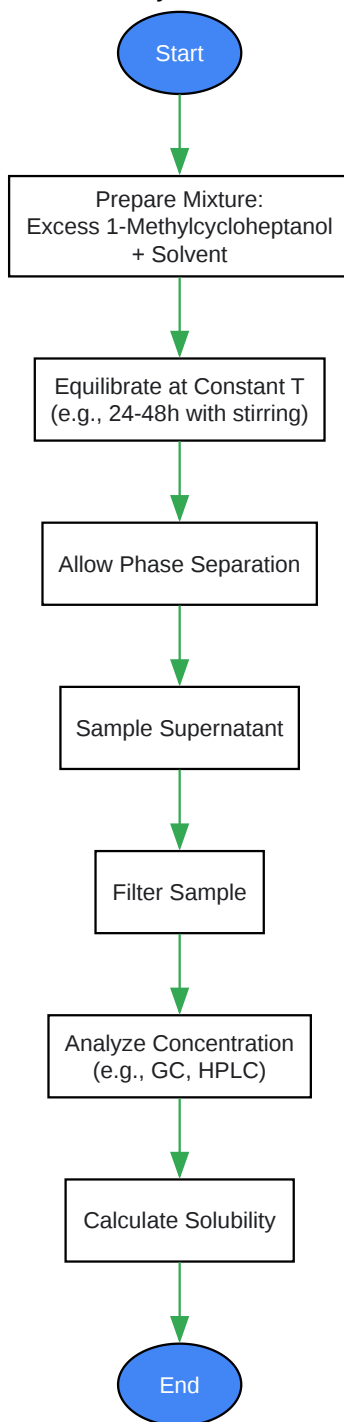 Start
Prepare Mixture:
Excess 1-Methylcycloheptanol
+ Solvent
Equilibrate at Constant T
(e.g., 24-48h with stirring)
Allow Phase Separation
Sample Supernatant
Filter Sample
Analyze Concentration
(e.g., GC, HPLC)
Calculate Solubility
End